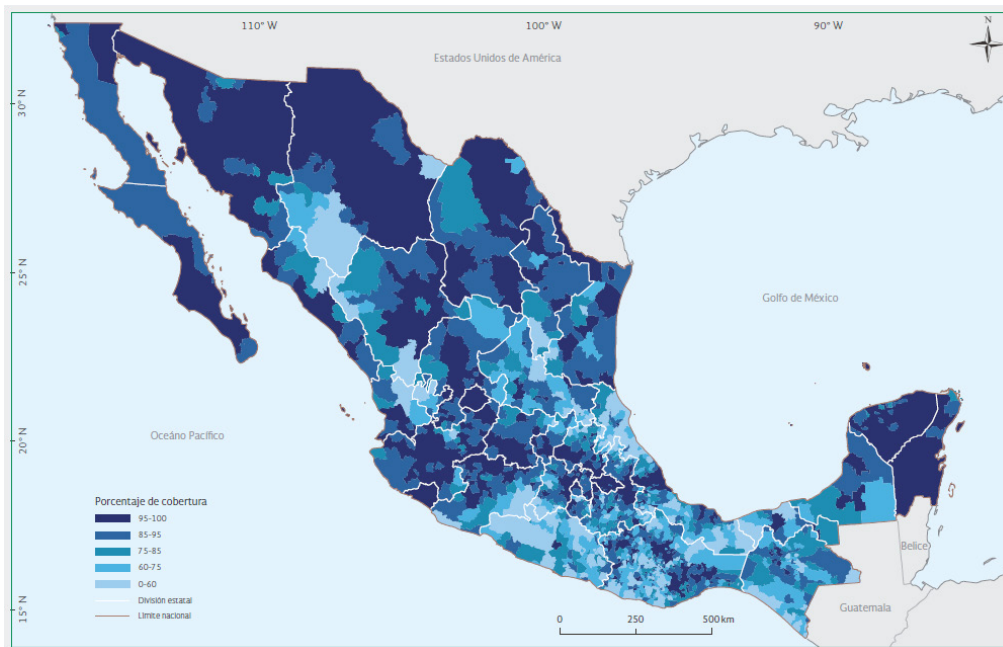 110° W
100° W
90° W
N
Estados Unidos de América
30° N
25° N
Golfo de México
20° N
Oceáno Pacífico
Porcentaje de cobertura
95-100
85-95
75-85
60-75
0-60
División estatal
Límite nacional
Belice
Guatemala
15° N
0
250
500 km